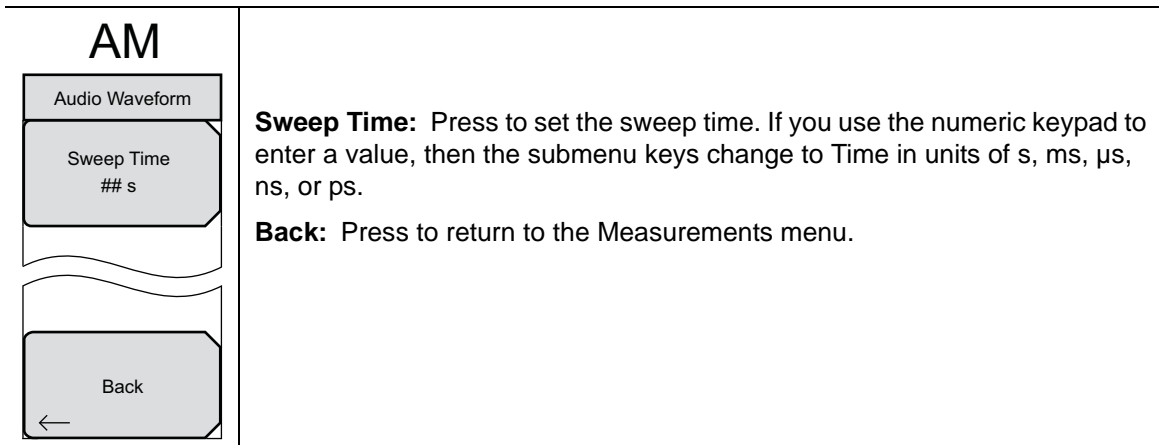 AM
Audio Waveform
Sweep Time
## s
Back
Sweep Time: Press to set the sweep time. If you use the numeric keypad to
enter a value, then the submenu keys change to Time in units of s, ms, µs,
ns, or ps.
Back: Press to return to the Measurements menu.